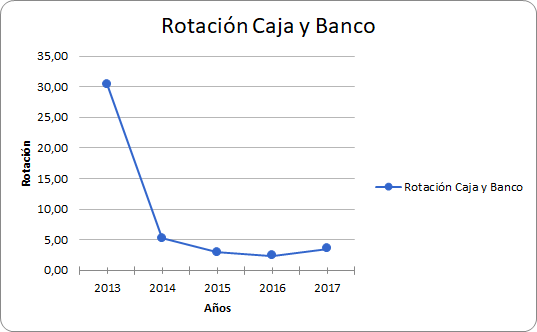 Rotación Caja y Banco
35,00
30,00
25,00
20,00
15,00
10,00
5,00
0,00
Rotación
2013 2014 2015 2016 2017
Años
Rotación Caja y Banco